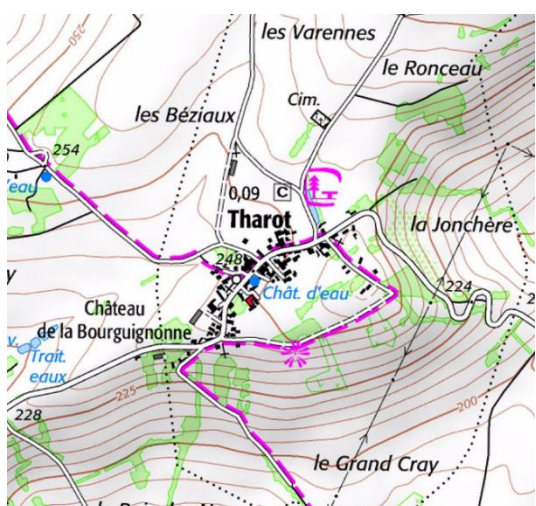 250
les Varennes
le Ronceau
Cim.
les Béziaux
254
d'eau
0,09
C
Tharot
la Jonchère
248
Chât. d'eau
224
Château
de la Bourguignonne
Trait.
eaux
225
200
228
le Grand Cray